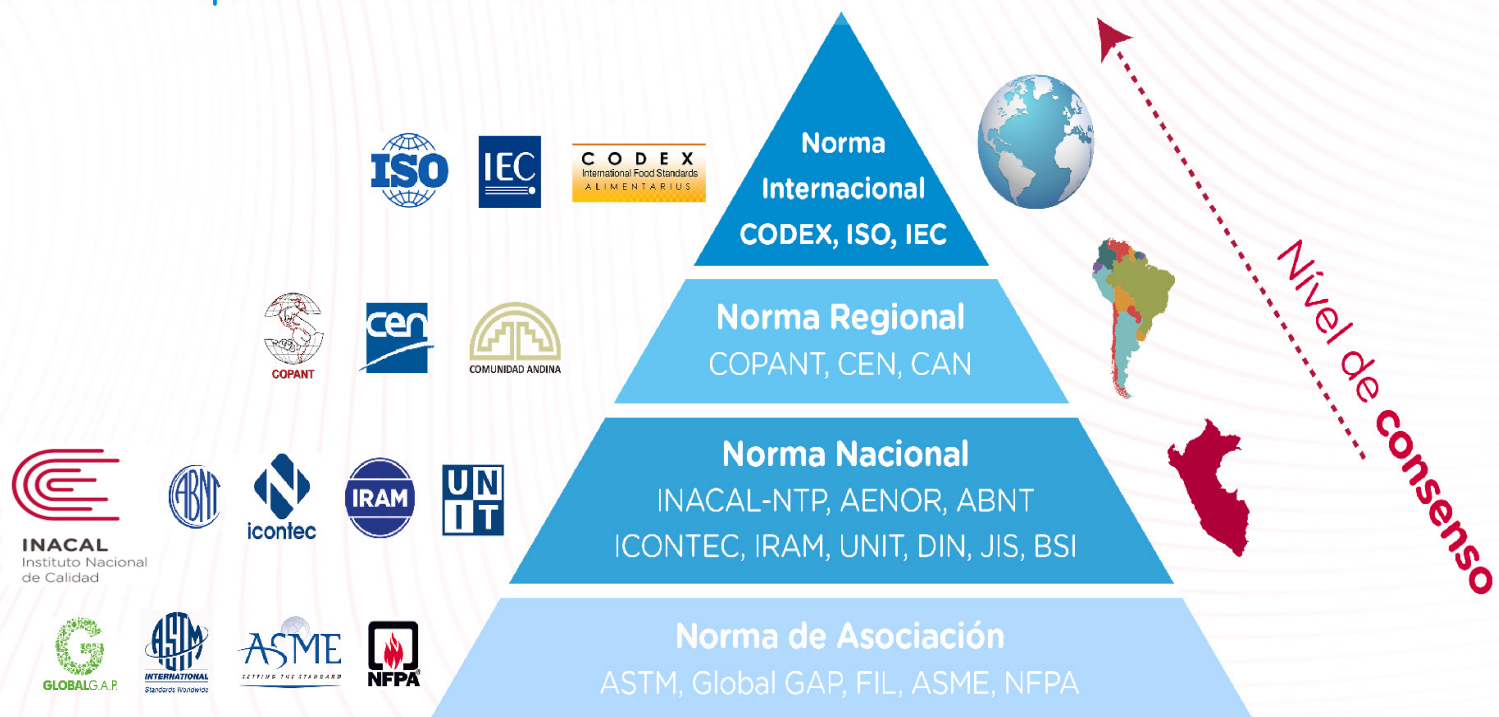 Norma
Internacional
CODEX, ISO, IEC
ISO
IEC
CODEX
International Food Standards
ALIMENTARIUS
Norma Regional
COPANT, CEN, CAN
COPANT
cen
COMUNIDAD ANDINA
Nível de consenso
Norma Nacional
INACAL-NTP, AENOR, ABNT
ICONTEC, IRAM, UNIT, DIN, JIS, BSI
INACAL
Instituto Nacional
de Calidad
ABNT
icontec
IRAM
UN
IT
Norma de Asociación
ASTM, Global GAP, FIL, ASME, NFPA
GLOBALG.A.P.
ASTM
INTERNATIONAL
Standards Worldwide
ASME
SETTING THE STANDARD
NFPA